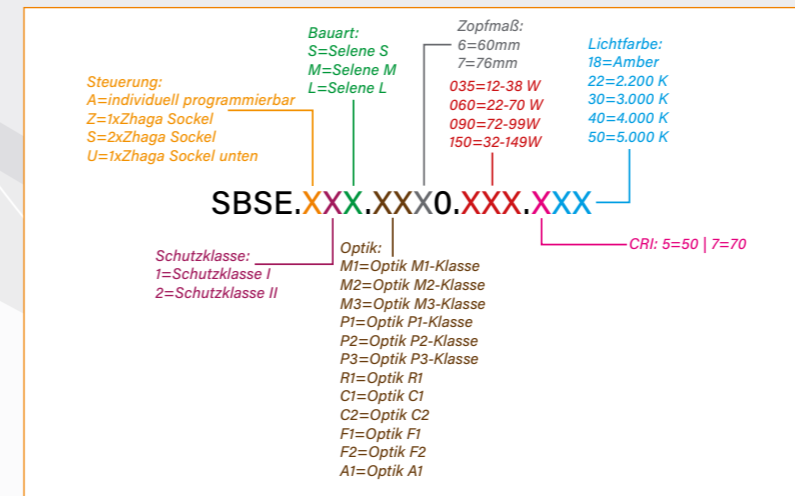 Steuerung:
A=individuell programmierbar
Z=1xZhaga Sockel
S=2xZhaga Sockel
U=1xZhaga Sockel unten
Bauart:
S=Selene S
M=Selene M
L=Selene L
Zopfmaß:
6=60mm
7=76mm
035=12-38 W
060=22-70 W
090=72-99W
150=32-149W
Lichtfarbe:
18=Amber
22=2.200 K
30=3.000 K
40=4.000 K
50=5.000 K
SBSE.XXX.XXX0.XXX.XXX
Schutzklasse:
1=Schutzklasse I
2=Schutzklasse II
Optik:
M1=Optik M1-Klasse
M2=Optik M2-Klasse
M3=Optik M3-Klasse
P1=Optik P1-Klasse
P2=Optik P2-Klasse
P3=Optik P3-Klasse
R1=Optik R1
C1=Optik C1
C2=Optik C2
F1=Optik F1
F2=Optik F2
A1=Optik A1
CRI: 5=50 | 7=70